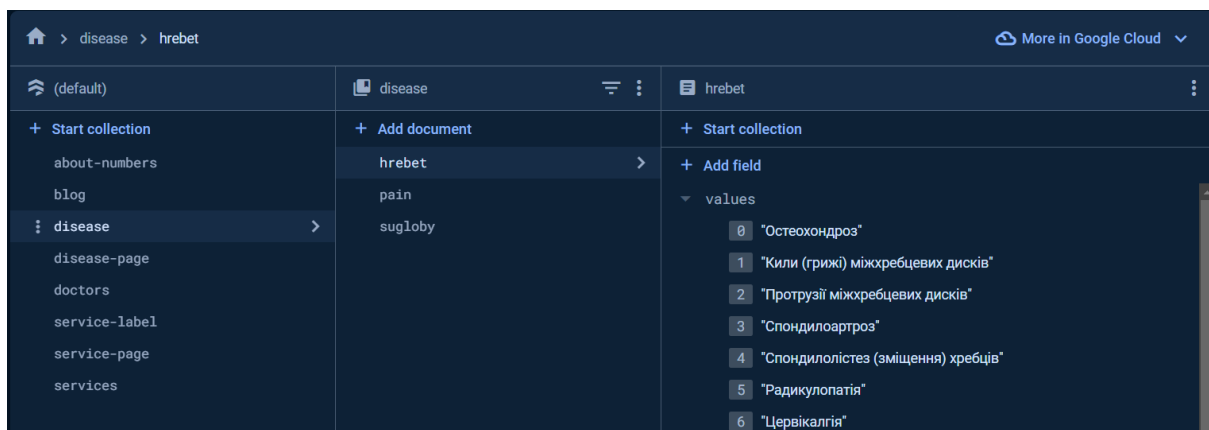 disease > hrebet
More in Google Cloud
(default)
disease
hrebet
+ Start collection
+ Add document
+ Start collection
about-numbers
blog
disease
disease-page
doctors
service-label
service-page
services
hrebet
pain
sugloby
+ Add field
values
0 "Остеохондроз"
1 "Кили (грижі) міжхребцевих дисків"
2 "Протрузії міжхребцевих дисків"
3 "Спондилоартроз"
4 "Спондилолістез (зміщення) хребців"
5 "Радикулопатія"
6 "Цервікалгія"